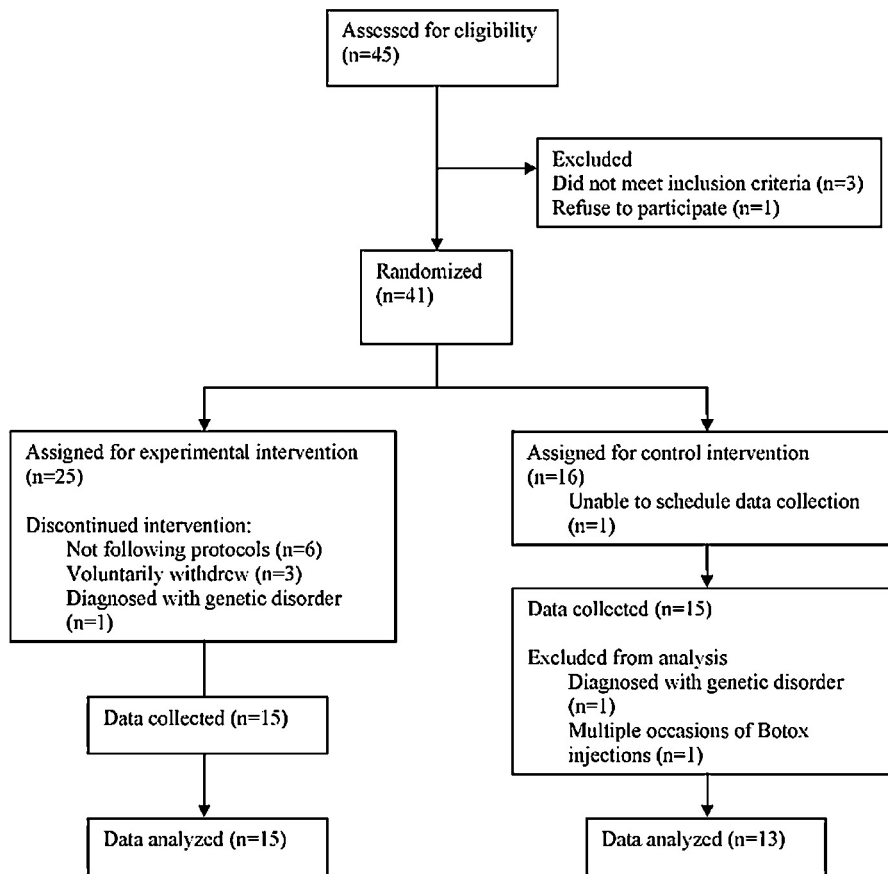 Assessed for eligibility
(n=45)
Excluded
Did not meet inclusion criteria (n=3)
Refuse to participate (n=1)
Randomized
(n=41)
Assigned for experimental intervention
(n=25)
Discontinued intervention:
Not following protocols (n=6)
Voluntarily withdrew (n=3)
Diagnosed with genetic disorder
(n=1)
Data collected (n=15)
Data analyzed (n=15)
Assigned for control intervention
(n=16)
Unable to schedule data collection
(n=1)
Data collected (n=15)
Excluded from analysis
Diagnosed with genetic disorder
(n=1)
Multiple occasions of Botox
injections (n=1)
Data analyzed (n=13)